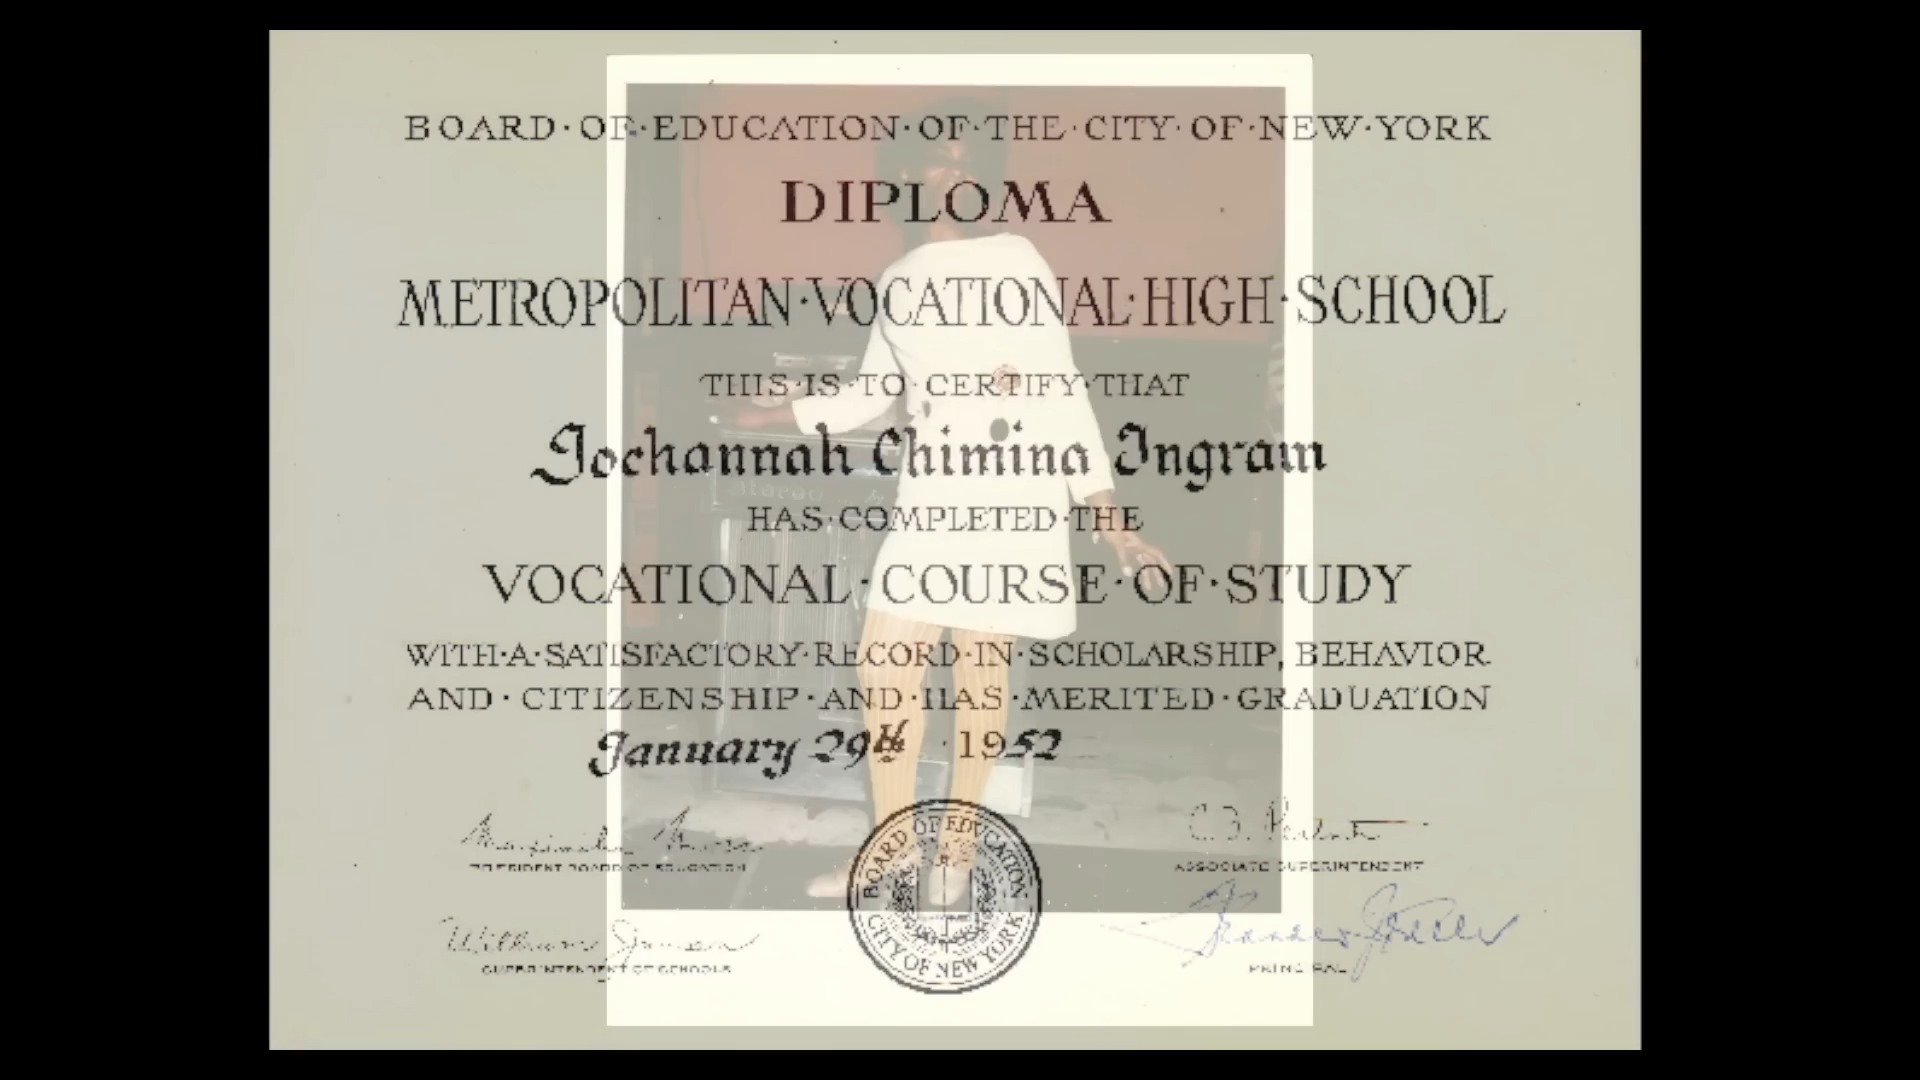 BOARD·OF·EDUCATION·OF·THE·CITY·OF·NEW·YORK
DIPLOMA
METROPOLITAN·VOCATIONAL·HIGH·SCHOOL
THIS·IS·TO·CERTIFY·THAT
Jochannah Chimina Ingram
HAS·COMPLETED·THE
VOCATIONAL·COURSE·OF·STUDY
WITH·A·SATISFACTORY·RECORD·IN·SCHOLARSHIP, BEHAVIOR
AND·CITIZENSHIP·AND·HAS·MERITED·GRADUATION
January 29th 1952
PRESIDENT BOARD OF EDUCATION
ASSOCIATE SUPERINTENDENT
William Jansen
SUPERINTENDENT OF SCHOOLS
PRINCIPAL
BOARD OF EDUCATION
CITY OF NEW YORK
Stereo